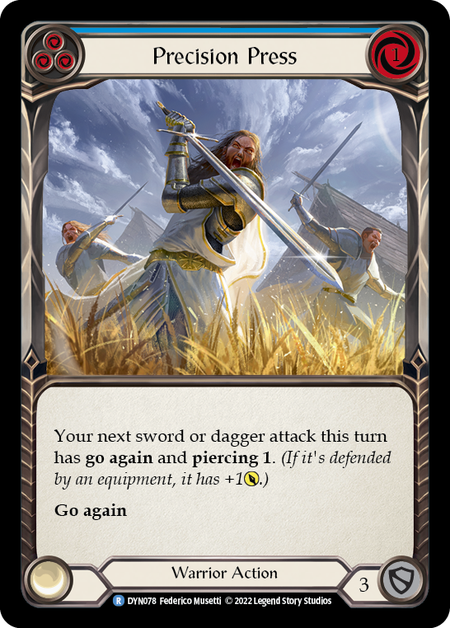 1
Precision Press
Your next sword or dagger attack this turn
has go again and piercing 1. (If it's defended
by an equipment, it has +1.)
Go again
Warrior Action
3
R DYN078 Federico Musetti © 2022 Legend Story Studios